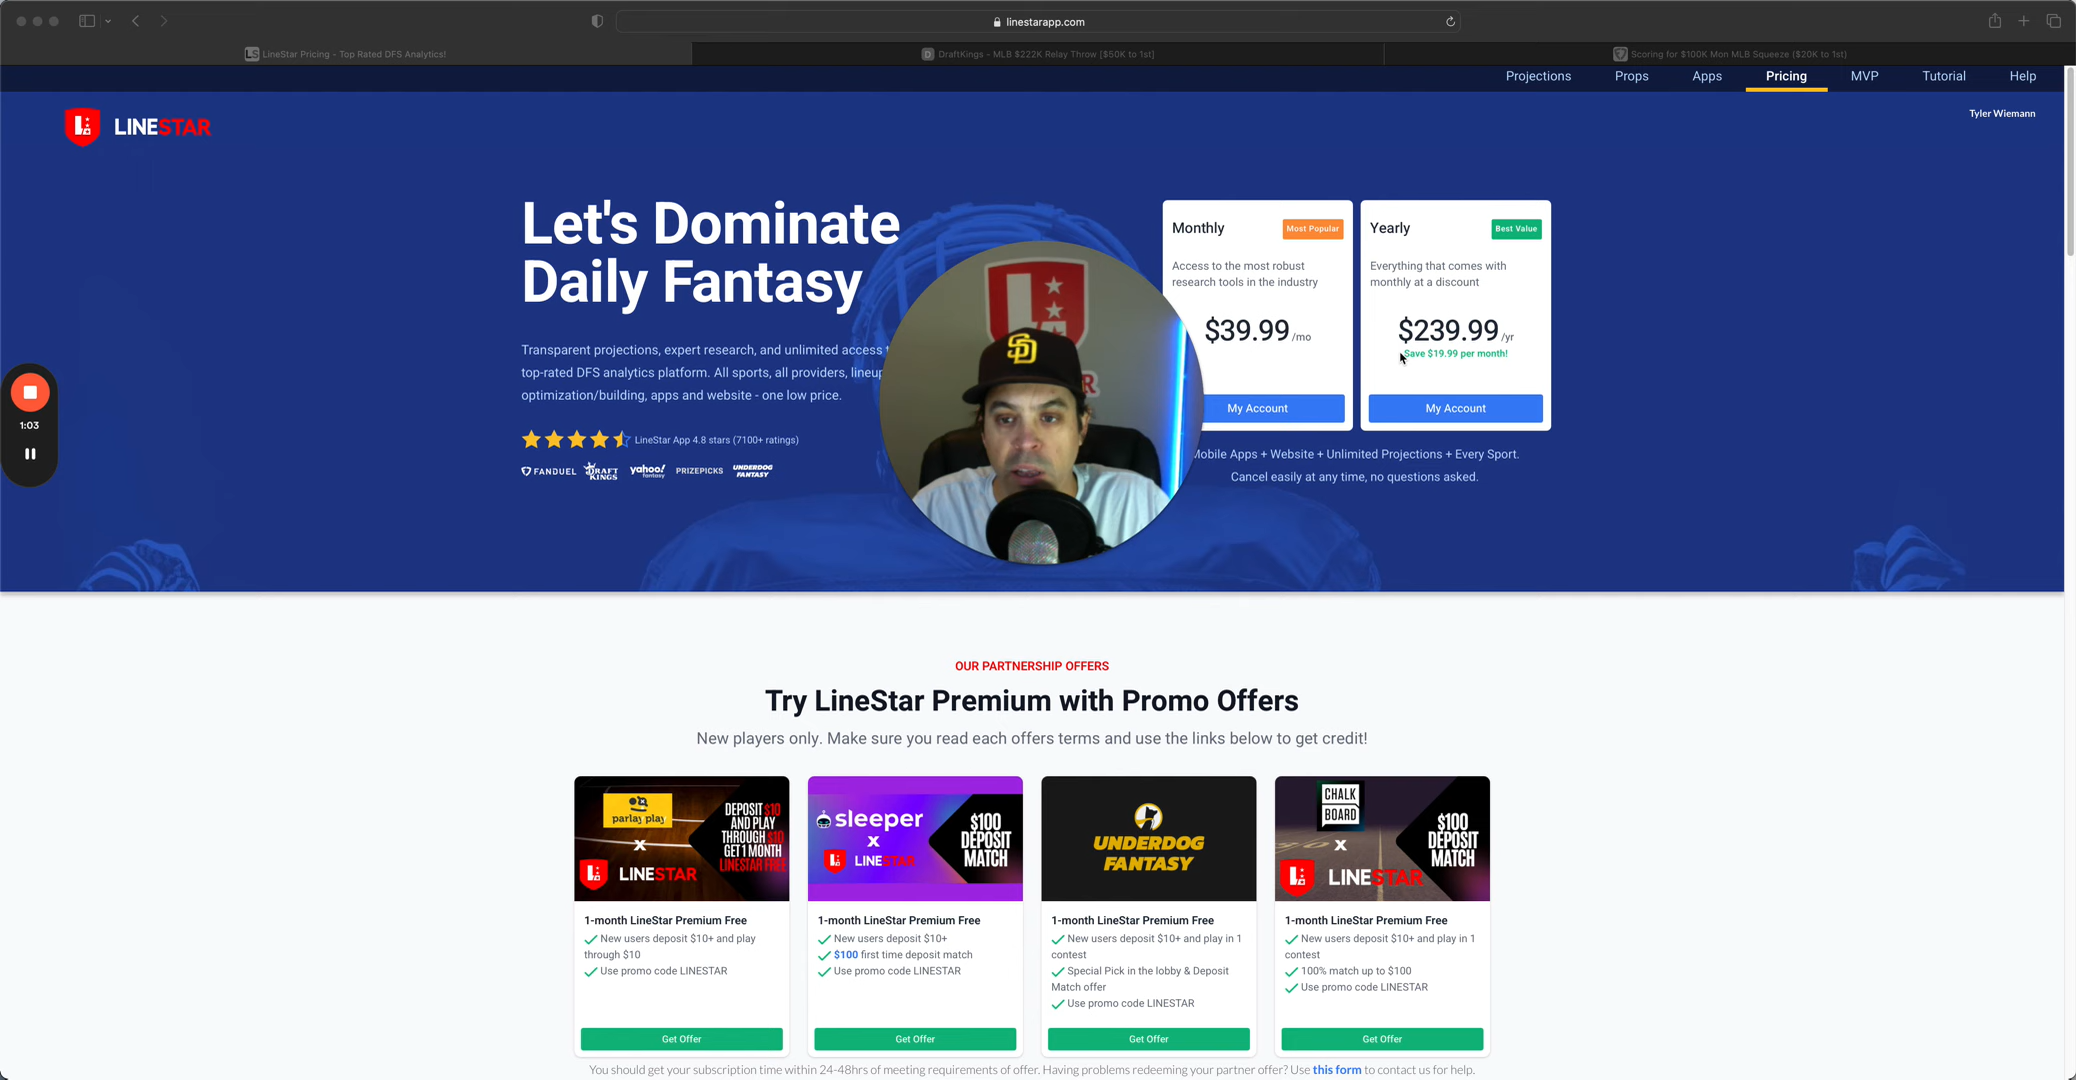 linestarapp.com
LS LineStar Pricing - Top Rated DFS Analytics!
D DraftKings - MLB $222K Relay Throw [$50K to 1st]
Scoring for $100K Mon MLB Squeeze ($20K to 1st)
Projections Props Apps Pricing MVP Tutorial Help
LINESTAR
Tyler Wiemann
Let's Dominate
Daily Fantasy
Transparent projections, expert research, and unlimited access
top-rated DFS analytics platform. All sports, all providers,
optimization/building, apps and website - one low price.
LineStar App 4.8 stars (7100+ ratings)
FANDUEL DRAFT KINGS yahoo! fantasy PRIZEPICKS UNDERDOG FANTASY
SD
Monthly Most Popular
Access to the most robust
research tools in the industry
$39.99 /mo
My Account
Yearly Best Value
Everything that comes with
monthly at a discount
$239.99 /yr
Save $19.99 per month!
My Account
Mobile Apps + Website + Unlimited Projections + Every Sport.
Cancel easily at any time, no questions asked.
1:03
OUR PARTNERSHIP OFFERS
Try LineStar Premium with Promo Offers
New players only. Make sure you read each offers terms and use the links below to get credit!
parlay play
X
LINESTAR
DEPOSIT $10
AND PLAY
THROUGH $10
GET 1 MONTH
LINESTAR FREE
1-month LineStar Premium Free
New users deposit $10+ and play
through $10
Use promo code LINESTAR
Get Offer
sleeper
X
LINESTAR
$100
DEPOSIT
MATCH
1-month LineStar Premium Free
New users deposit $10+
$100 first time deposit match
Use promo code LINESTAR
Get Offer
UNDERDOG
FANTASY
1-month LineStar Premium Free
New users deposit $10+ and play in 1
contest
Special Pick in the lobby & Deposit
Match offer
Use promo code LINESTAR
Get Offer
CHALK
BOARD
X
LINESTAR
$100
DEPOSIT
MATCH
1-month LineStar Premium Free
New users deposit $10+ and play in 1
contest
100% match up to $100
Use promo code LINESTAR
Get Offer
You should get your subscription time within 24-48hrs of meeting requirements of offer. Having problems redeeming your partner offer? Use this form to contact us for help.